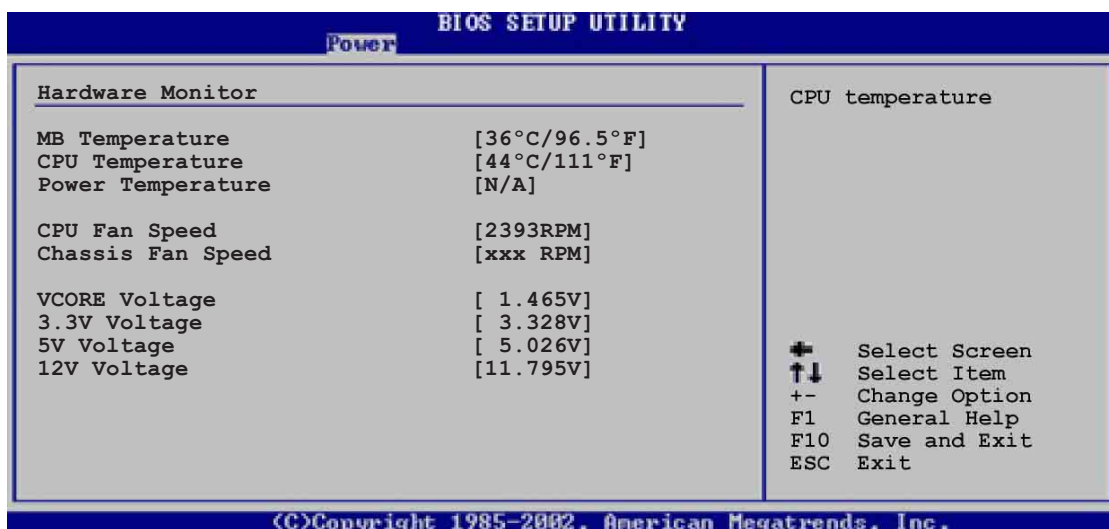 BIOS SETUP UTILITY
Power
Hardware Monitor
MB Temperature [36°C/96.5°F]
CPU Temperature [44°C/111°F]
Power Temperature [N/A]
CPU Fan Speed [2393RPM]
Chassis Fan Speed [xxx RPM]
VCORE Voltage [ 1.465V]
3.3V Voltage [ 3.328V]
5V Voltage [ 5.026V]
12V Voltage [11.795V]
CPU temperature
← Select Screen
↑↓ Select Item
+- Change Option
F1 General Help
F10 Save and Exit
ESC Exit
(C)Copyright 1985-2002, American Megatrends, Inc.